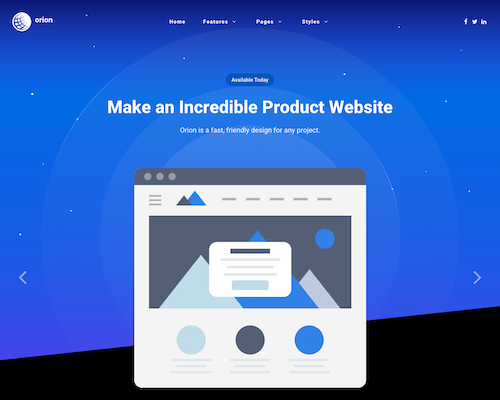 orion
Home Features Pages Styles
Available Today
Make an Incredible Product Website
Orion is a fast, friendly design for any project.